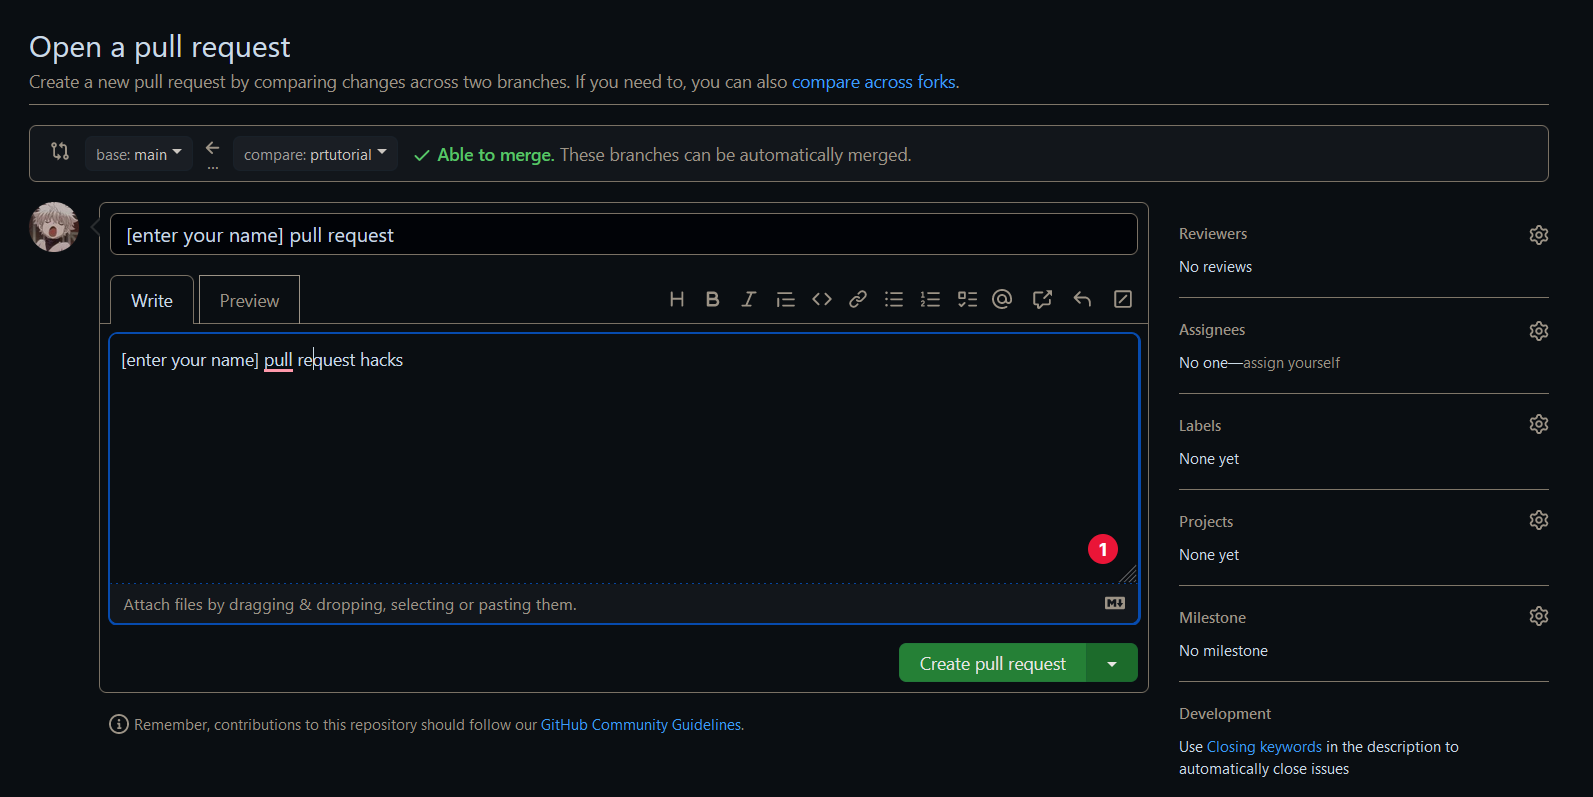 Open a pull request
Create a new pull request by comparing changes across two branches. If you need to, you can also compare across forks.
base: main
...
compare: prtutorial
Able to merge. These branches can be automatically merged.
[enter your name] pull request
Write
Preview
H B I
[enter your name] pull request hacks
1
Attach files by dragging & dropping, selecting or pasting them.
M
Create pull request
Remember, contributions to this repository should follow our GitHub Community Guidelines.
Reviewers
No reviews
Assignees
No one—assign yourself
Labels
None yet
Projects
None yet
Milestone
No milestone
Development
Use Closing keywords in the description to
automatically close issues